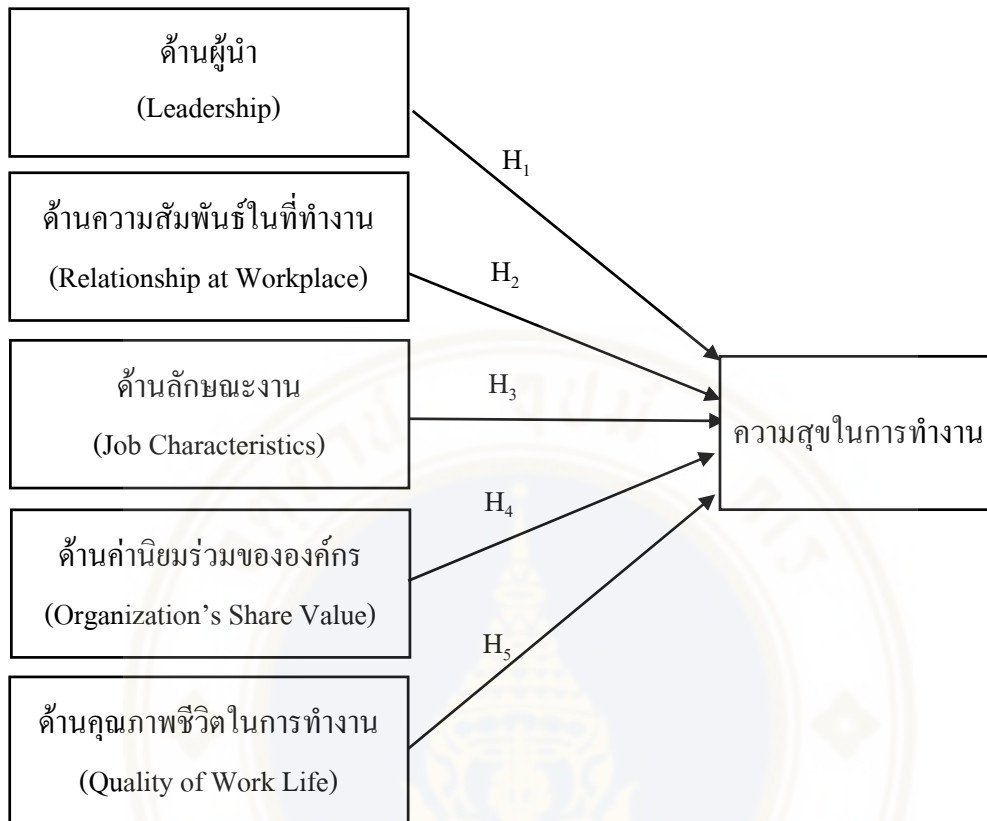 ด้านผู้นำ
(Leadership)
H1
ด้านความสัมพันธ์ในที่ทำงาน
(Relationship at Workplace)
H2
ด้านลักษณะงาน
(Job Characteristics)
H3
ความสุขในการทำงาน
ด้านค่านิยมร่วมขององค์กร
(Organization’s Share Value)
H4
ด้านคุณภาพชีวิตในการทำงาน
(Quality of Work Life)
H5